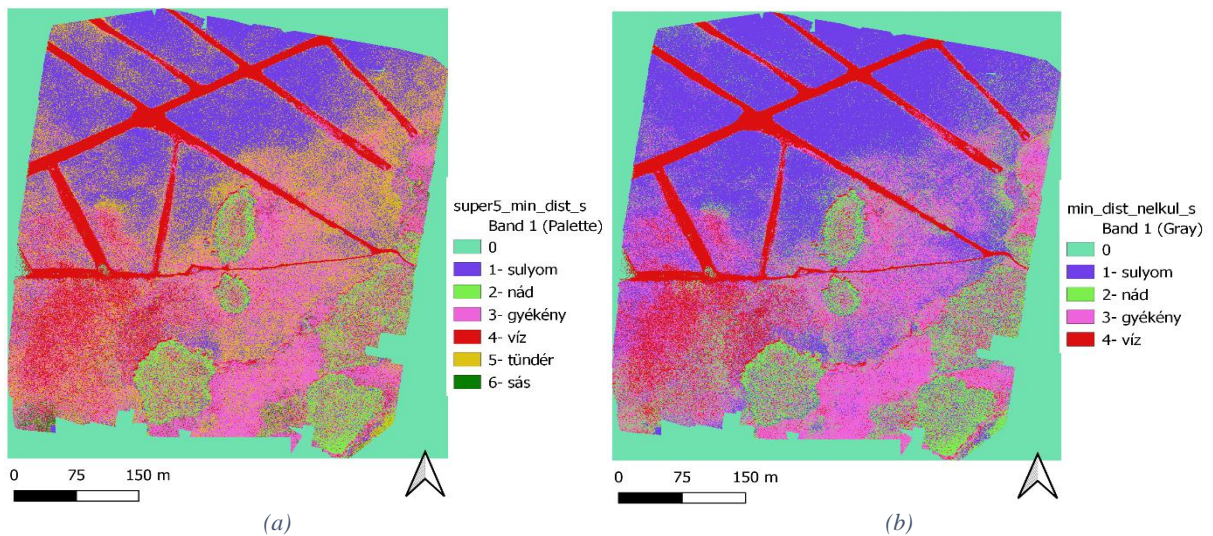 super5_min_dist_s
Band 1 (Palette)
0
1- sulyom
2- nád
3- gyékény
4- víz
5- tündér
6- sás
0 75 150 m
(a)
min_dist_nelkul_s
Band 1 (Gray)
0
1- sulyom
2- nád
3- gyékény
4- víz
0 75 150 m
(b)